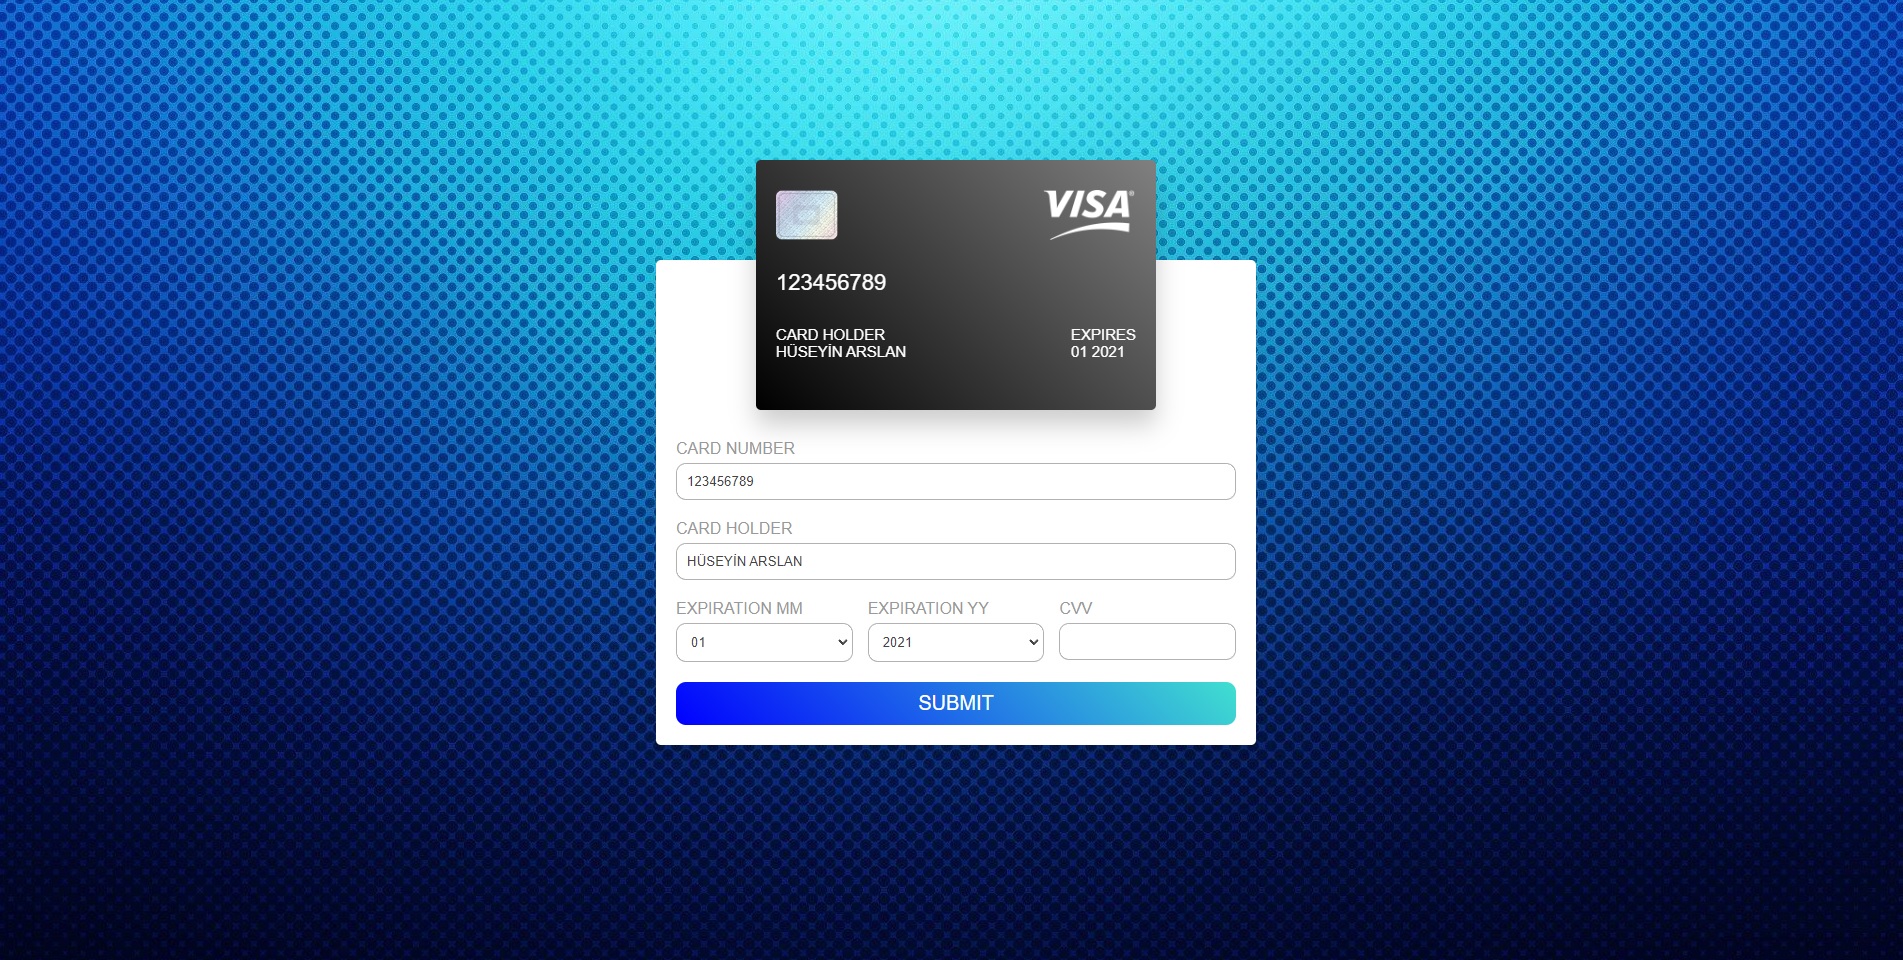 VISA
123456789
CARD HOLDER
HÜSEYİN ARSLAN
EXPIRES
01 2021
CARD NUMBER
123456789
CARD HOLDER
HÜSEYİN ARSLAN
EXPIRATION MM
EXPIRATION YY
CVV
01
2021
SUBMIT